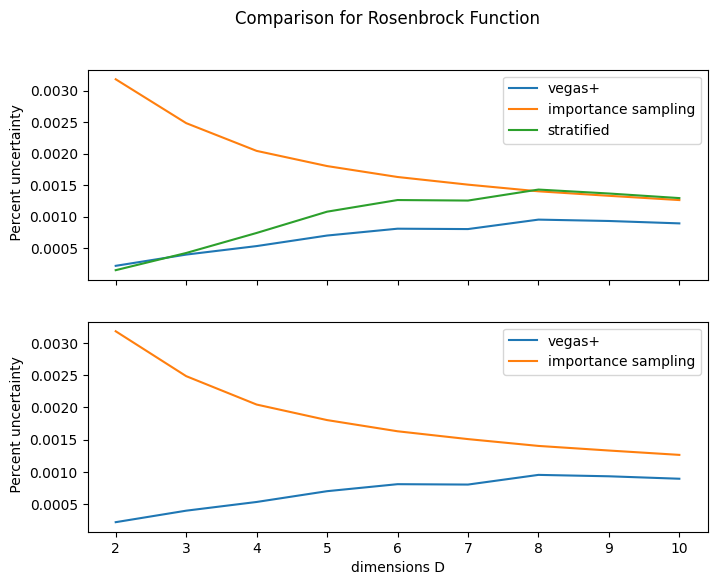 Comparison for Rosenbrock Function
Percent uncertainty
0.0030
0.0025
0.0020
0.0015
0.0010
0.0005
vegas+
importance sampling
stratified
Percent uncertainty
0.0030
0.0025
0.0020
0.0015
0.0010
0.0005
vegas+
importance sampling
2 3 4 5 6 7 8 9 10
dimensions D